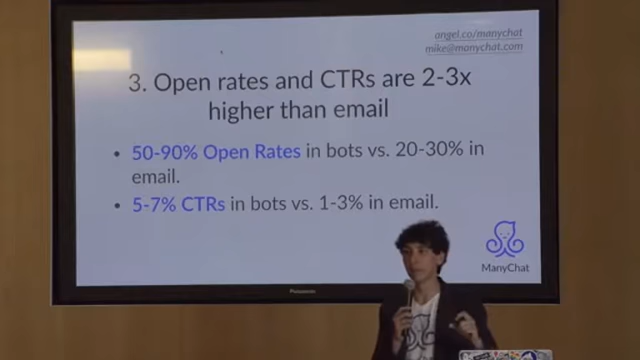 angel.co/manychat
mike@manychat.com
3. Open rates and CTRs are 2-3x
higher than email
• 50-90% Open Rates in bots vs. 20-30% in
email.
• 5-7% CTRs in bots vs. 1-3% in email.
ManyChat
Panasonic